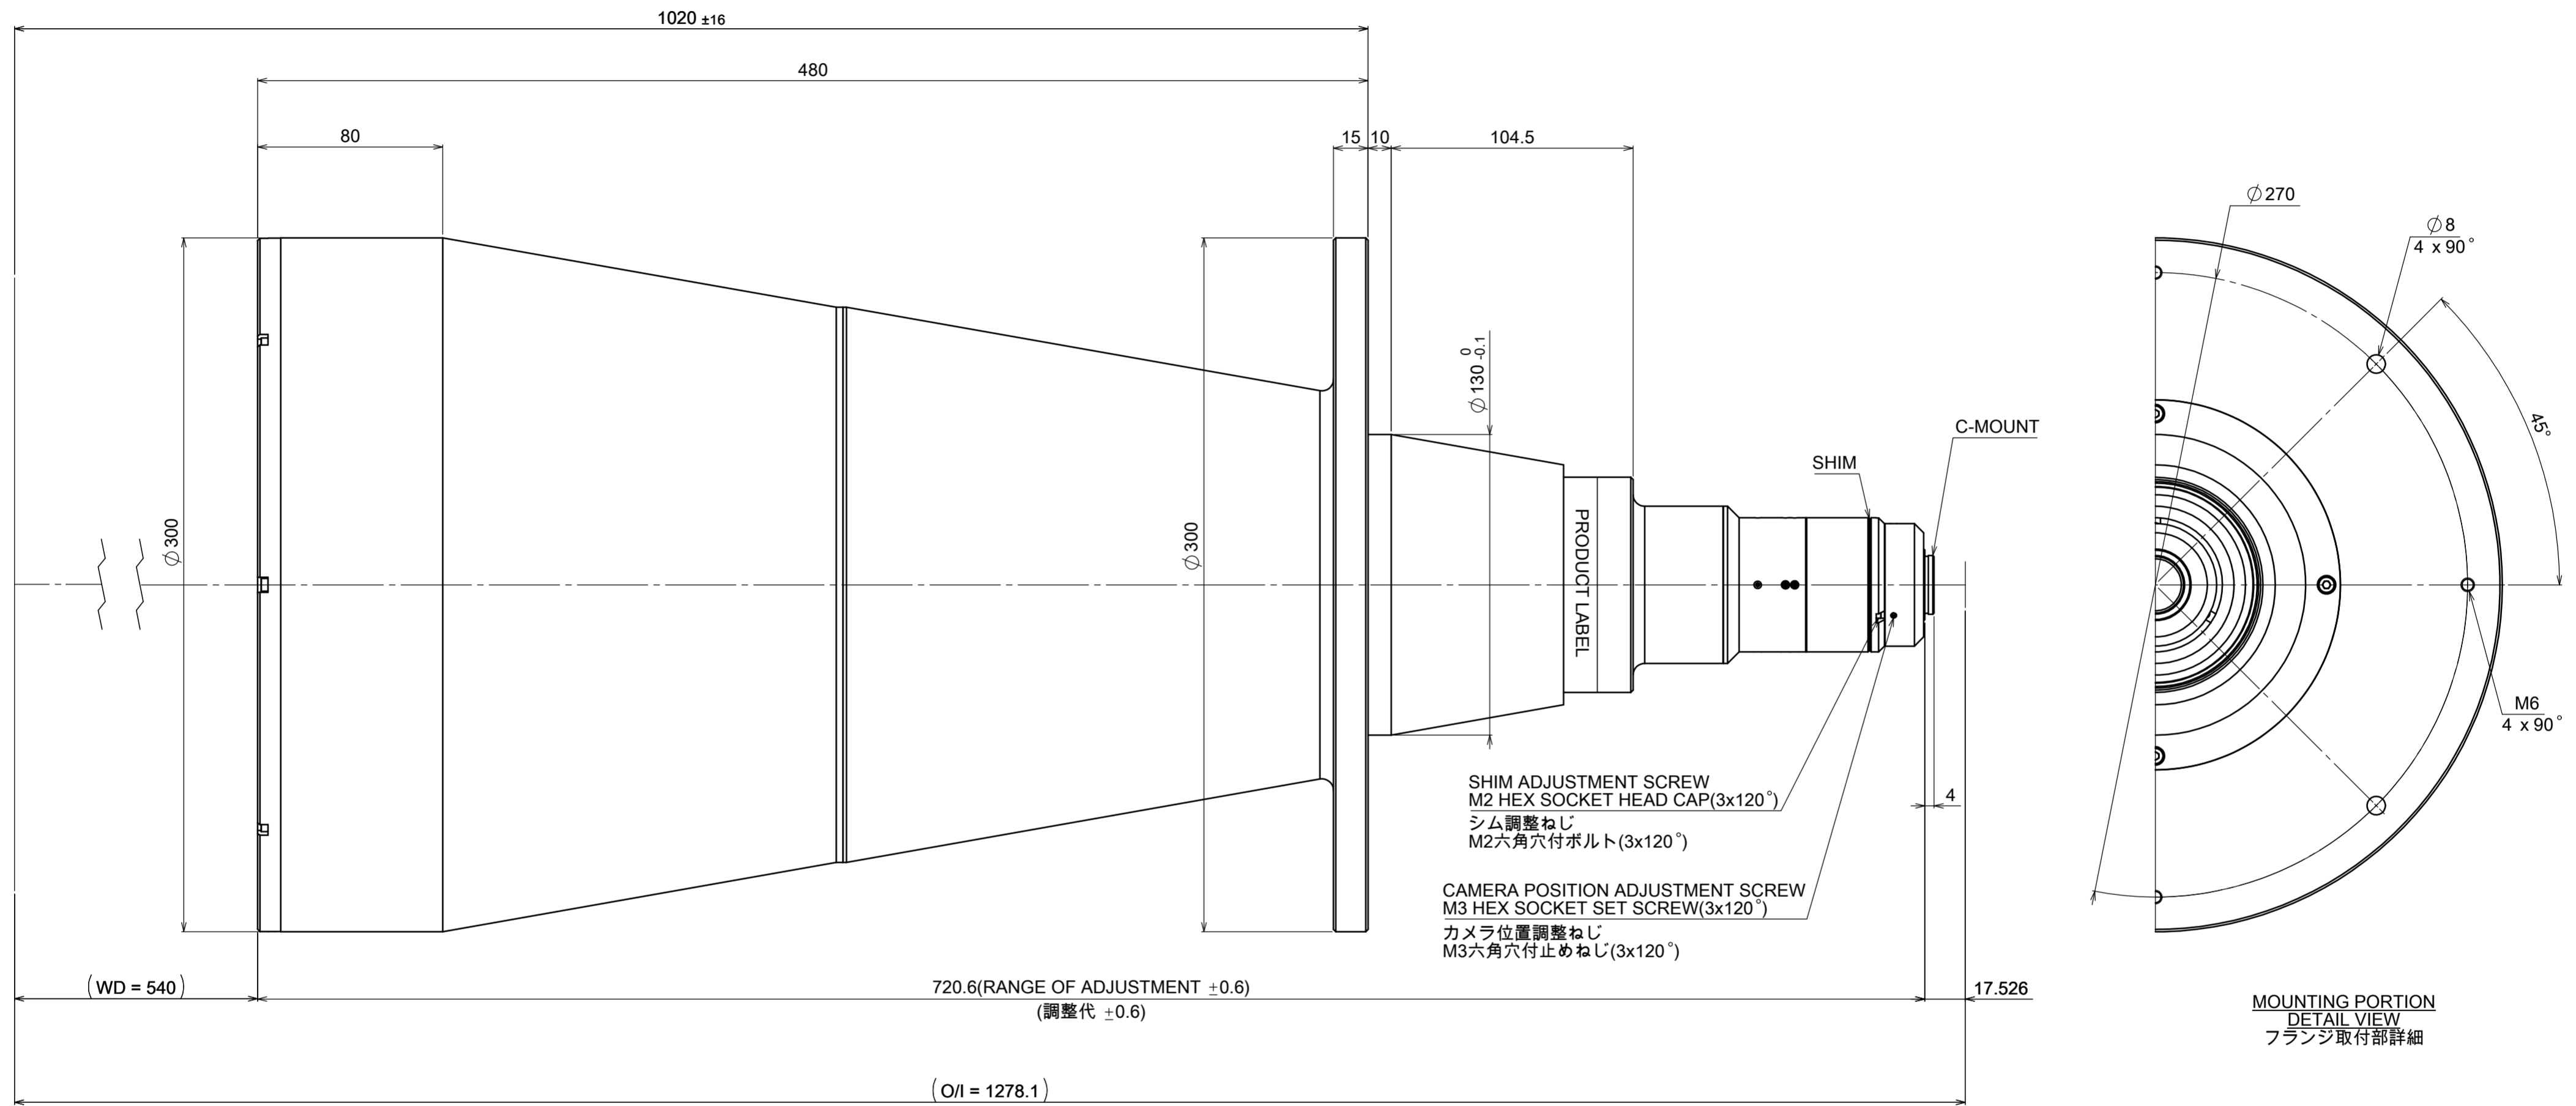 1020 ±16
480
80
15
10
104.5
⌀270
⌀8
4 x 90°
45°
⌀130 0 -0.1
C-MOUNT
SHIM
⌀300
⌀300
PRODUCT LABEL
M6
4 x 90°
SHIM ADJUSTMENT SCREW
M2 HEX SOCKET HEAD CAP(3x120°)
シム調整ねじ
M2六角穴付ボルト(3x120°)
4
CAMERA POSITION ADJUSTMENT SCREW
M3 HEX SOCKET SET SCREW(3x120°)
カメラ位置調整ねじ
M3六角穴付止めねじ(3x120°)
(WD = 540)
720.6(RANGE OF ADJUSTMENT ±0.6)
(調整代 ±0.6)
17.526
MOUNTING PORTION
DETAIL VIEW
フランジ取付部詳細
(O/I = 1278.1)